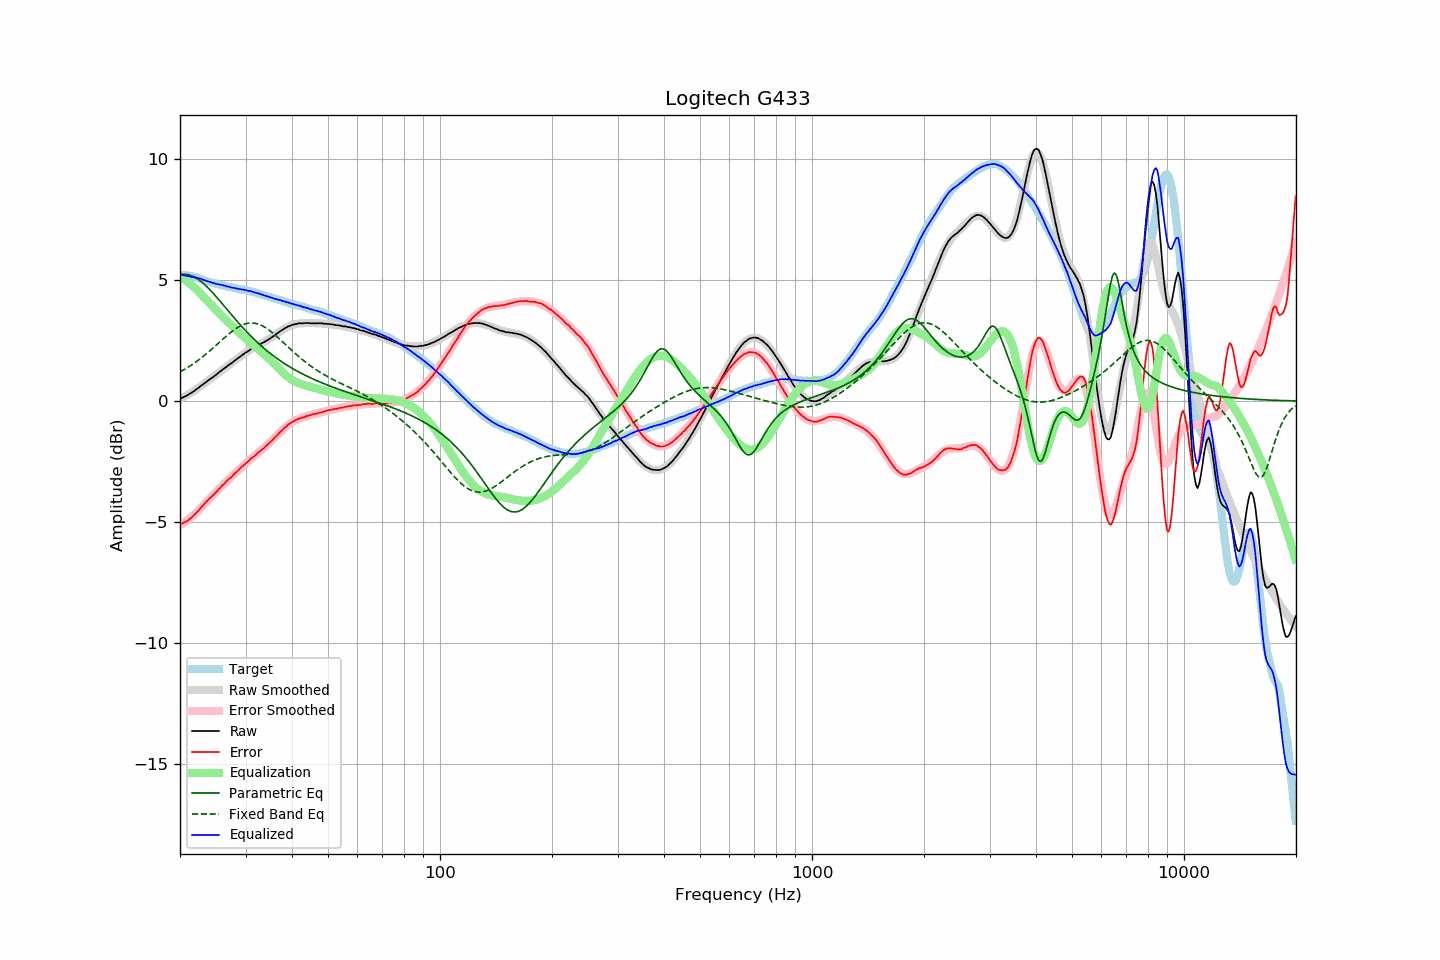 Logitech G433
Amplitude (dBr)
10
5
0
−5
−10
−15
Target
Raw Smoothed
Error Smoothed
Raw
Error
Equalization
Parametric Eq
Fixed Band Eq
Equalized
100
1000
10000
Frequency (Hz)